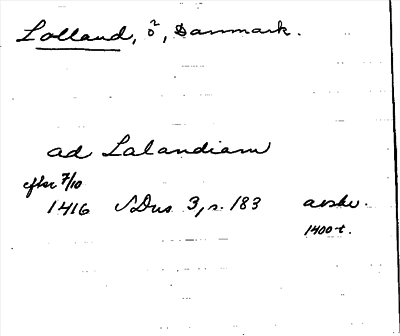 Lolland, ö, Danmark.
ad Lalandiam
efter 7/10
1416 SDns 3, s. 183 avskr.
1400-t.